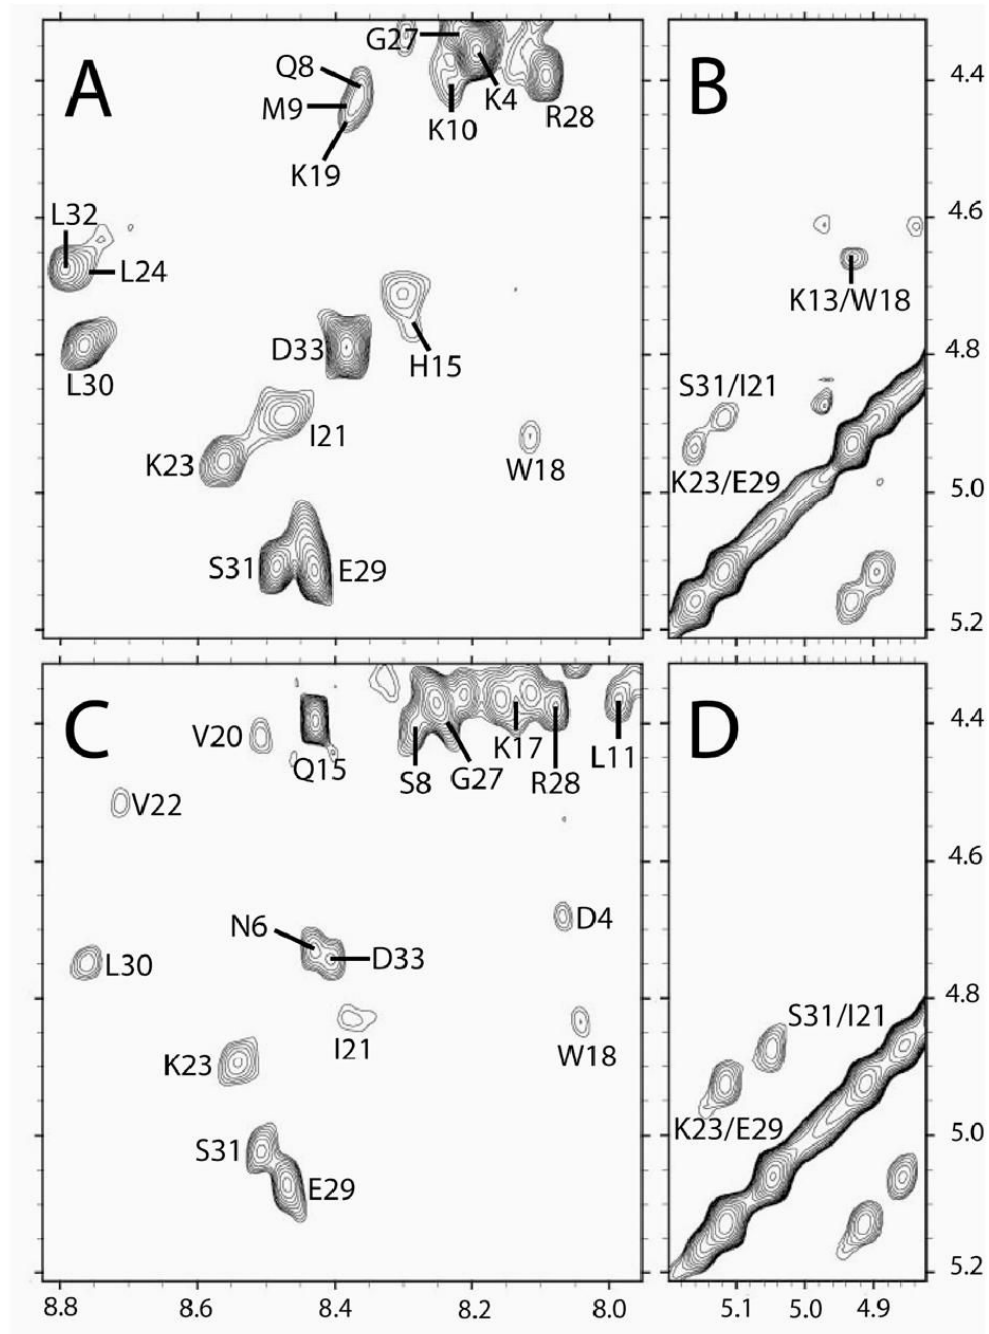 A
G27
Q8
M9
K10
K4
R28
K19
B
4.4
L32
L24
4.6
K13/W18
D33
H15
L30
4.8
S31/I21
I21
K23
W18
K23/E29
5.0
S31
E29
5.2
C
V20
Q15
S8
G27
K17
R28
L11
D
4.4
V22
4.6
N6
D4
D33
L30
4.8
S31/I21
I21
W18
K23
K23/E29
5.0
S31
E29
5.2
8.8 8.6 8.4 8.2 8.0 5.1 5.0 4.9